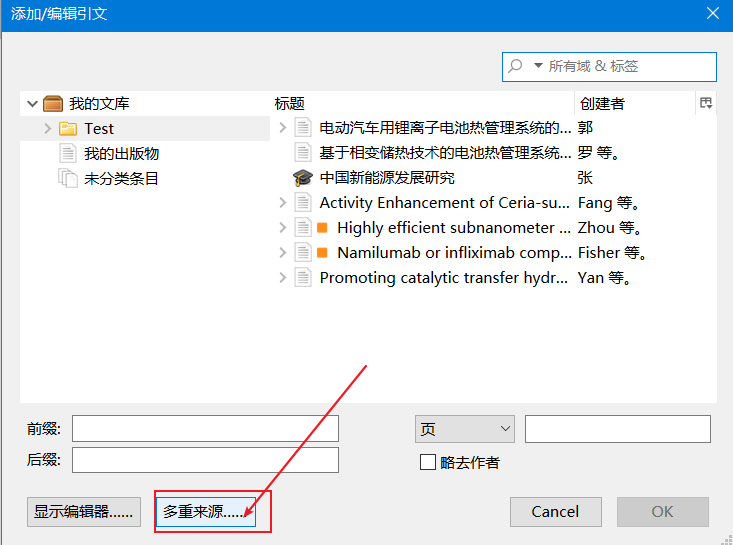 添加/编辑引文
所有域 & 标签
我的文库
Test
我的出版物
未分类条目
标题 创建者
电动汽车用锂离子电池热管理系统的... 郭
基于相变储热技术的电池热管理系统... 罗 等。
中国新能源发展研究 张
Activity Enhancement of Ceria-su... Fang 等。
Highly efficient subnanometer ... Zhou 等。
Namilumab or infliximab comp... Fisher 等。
Promoting catalytic transfer hydr... Yan 等。
前缀: 页
后缀: 略去作者
显示编辑器...... 多重来源...... Cancel OK